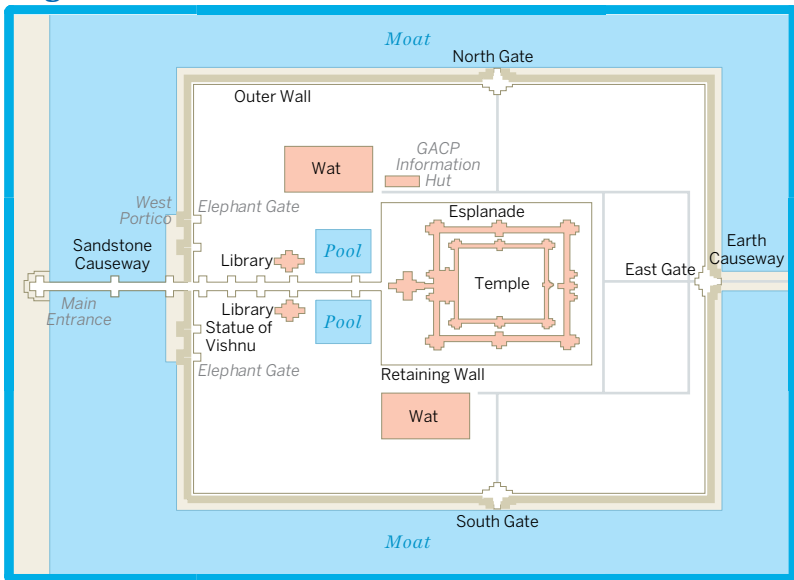 Moat
North Gate
Outer Wall
GACP
Information
Hut
Wat
West
Portico
Elephant Gate
Esplanade
Sandstone
Causeway
Library
Pool
Temple
East Gate
Earth
Causeway
Main
Entrance
Library
Statue of
Vishnu
Pool
Elephant Gate
Retaining Wall
Wat
South Gate
Moat